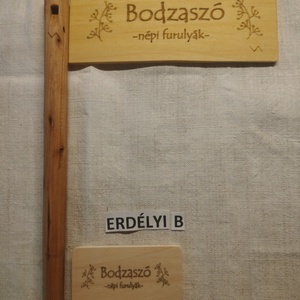 Bodzaszó
-népi furulyák-
ERDÉLYI B
Bodzaszó
-népi furulyák-